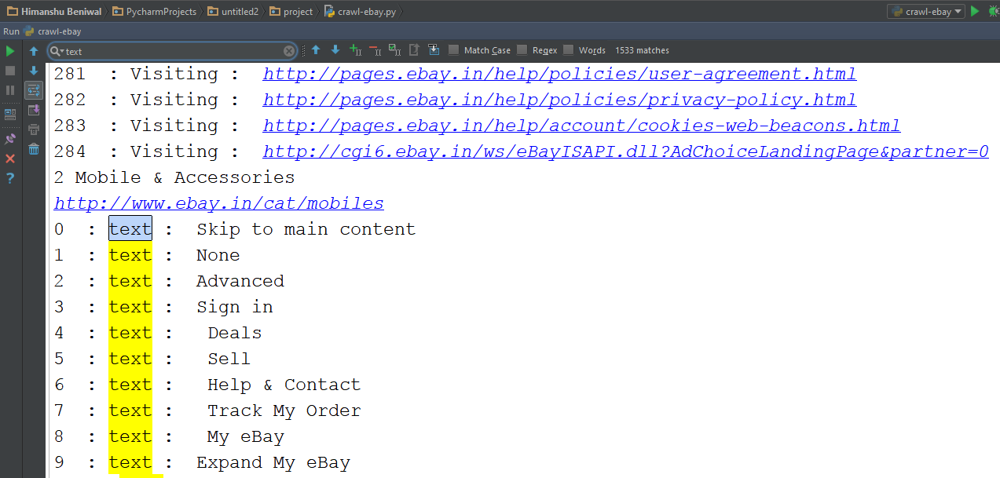 Himanshu Beniwal PycharmProjects untitled2 project crawl-ebay.py crawl-ebay
Run crawl-ebay
text Match Case Regex Words 1533 matches
281 : Visiting : http://pages.ebay.in/help/policies/user-agreement.html
282 : Visiting : http://pages.ebay.in/help/policies/privacy-policy.html
283 : Visiting : http://pages.ebay.in/help/account/cookies-web-beacons.html
284 : Visiting : http://cgi6.ebay.in/ws/eBayISAPI.dll?AdChoiceLandingPage&partner=0
2 Mobile & Accessories
http://www.ebay.in/cat/mobiles
0 : text : Skip to main content
1 : text : None
2 : text : Advanced
3 : text : Sign in
4 : text : Deals
5 : text : Sell
6 : text : Help & Contact
7 : text : Track My Order
8 : text : My eBay
9 : text : Expand My eBay